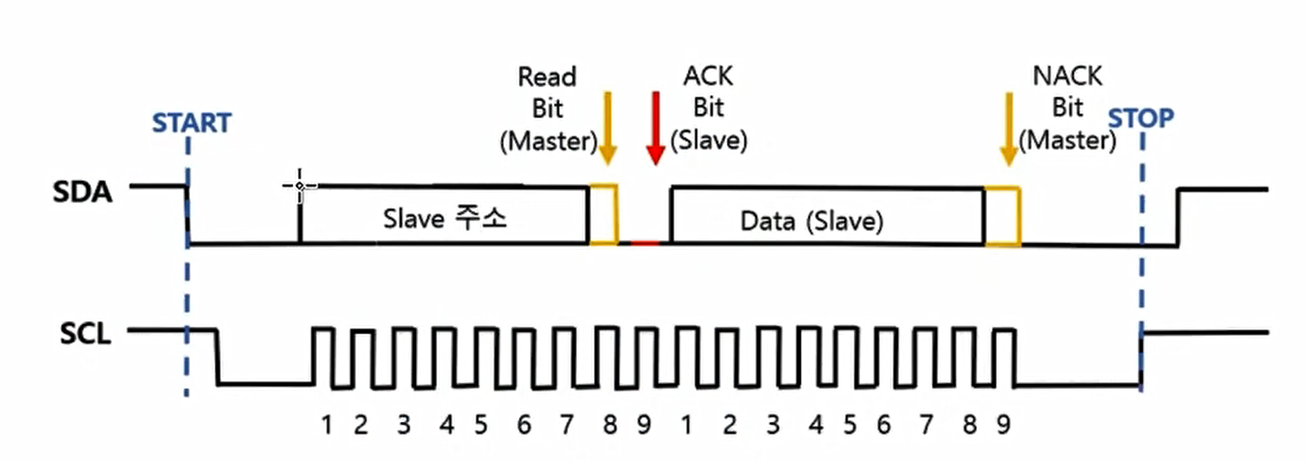 Read
Bit
(Master)
ACK
Bit
(Slave)
NACK
Bit
(Master)
START
STOP
SDA
Slave 주소
Data (Slave)
SCL
1 2 3 4 5 6 7 8 9 1 2 3 4 5 6 7 8 9